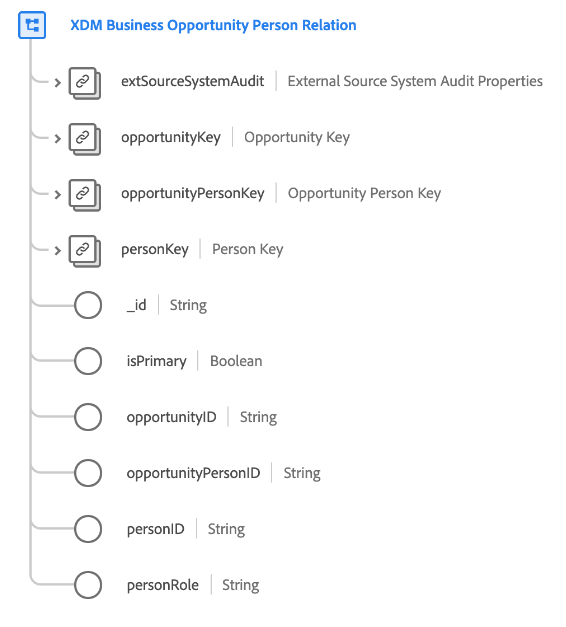 XDM Business Opportunity Person Relation
extSourceSystemAudit External Source System Audit Properties
opportunityKey Opportunity Key
opportunityPersonKey Opportunity Person Key
personKey Person Key
_id String
isPrimary Boolean
opportunityID String
opportunityPersonID String
personID String
personRole String